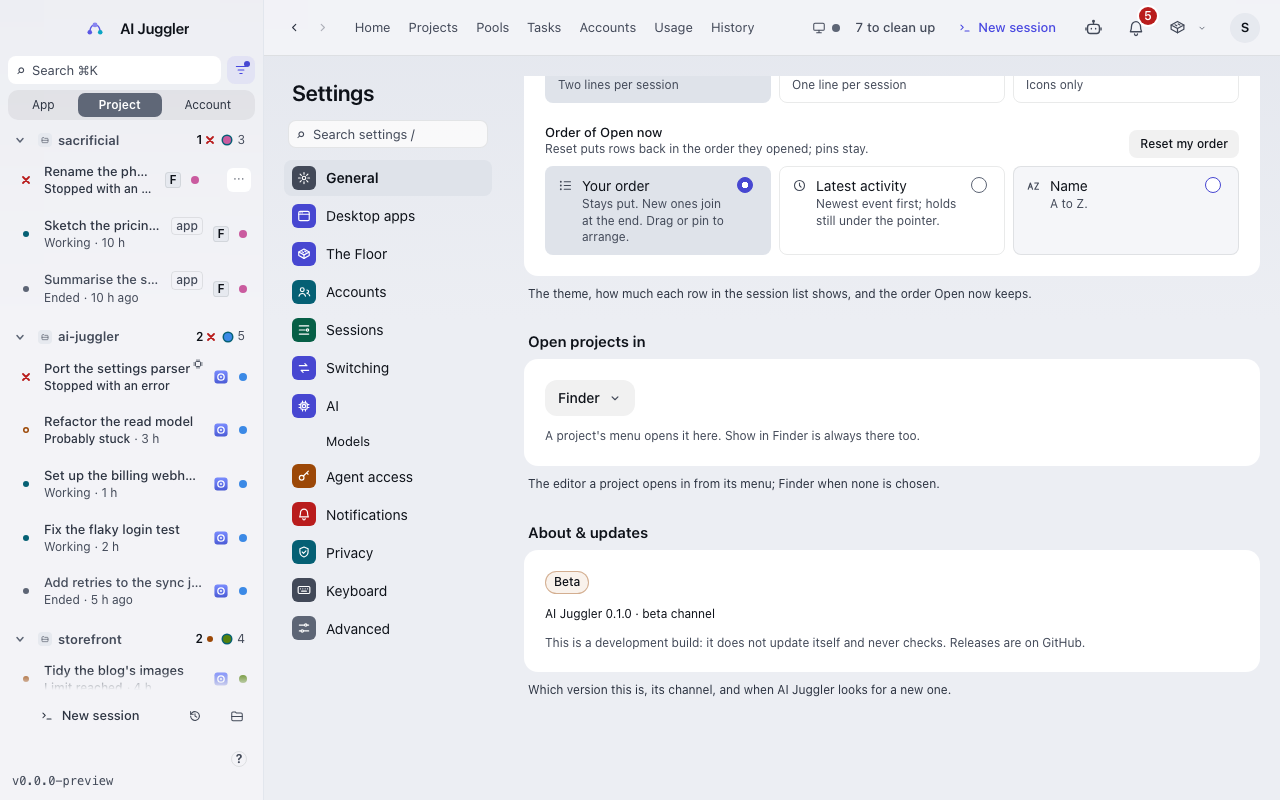 AI Juggler
Search ⌘K
App
Project
Account
sacrificial
1
3
Rename the ph...
Stopped with an ...
F
Sketch the pricin...
app
Working · 10 h
F
Summarise the s...
app
Ended · 10 h ago
F
ai-juggler
2
5
Port the settings parser
Stopped with an error
Refactor the read model
Probably stuck · 3 h
Set up the billing webh...
Working · 1 h
Fix the flaky login test
Working · 2 h
Add retries to the sync j...
Ended · 5 h ago
storefront
2
4
Tidy the blog's images
Limit reached · 4 h
New session
?
v0.0.0-preview
Home
Projects
Pools
Tasks
Accounts
Usage
History
7 to clean up
New session
5
S
Settings
Search settings /
General
Desktop apps
The Floor
Accounts
Sessions
Switching
AI
Models
Agent access
Notifications
Privacy
Keyboard
Advanced
Two lines per session
One line per session
Icons only
Order of Open now
Reset puts rows back in the order they opened; pins stay.
Reset my order
Your order
Stays put. New ones join
at the end. Drag or pin to
arrange.
Latest activity
Newest event first; holds
still under the pointer.
AZ
Name
A to Z.
The theme, how much each row in the session list shows, and the order Open now keeps.
Open projects in
Finder
A project's menu opens it here. Show in Finder is always there too.
The editor a project opens in from its menu; Finder when none is chosen.
About & updates
Beta
AI Juggler 0.1.0 · beta channel
This is a development build: it does not update itself and never checks. Releases are on GitHub.
Which version this is, its channel, and when AI Juggler looks for a new one.